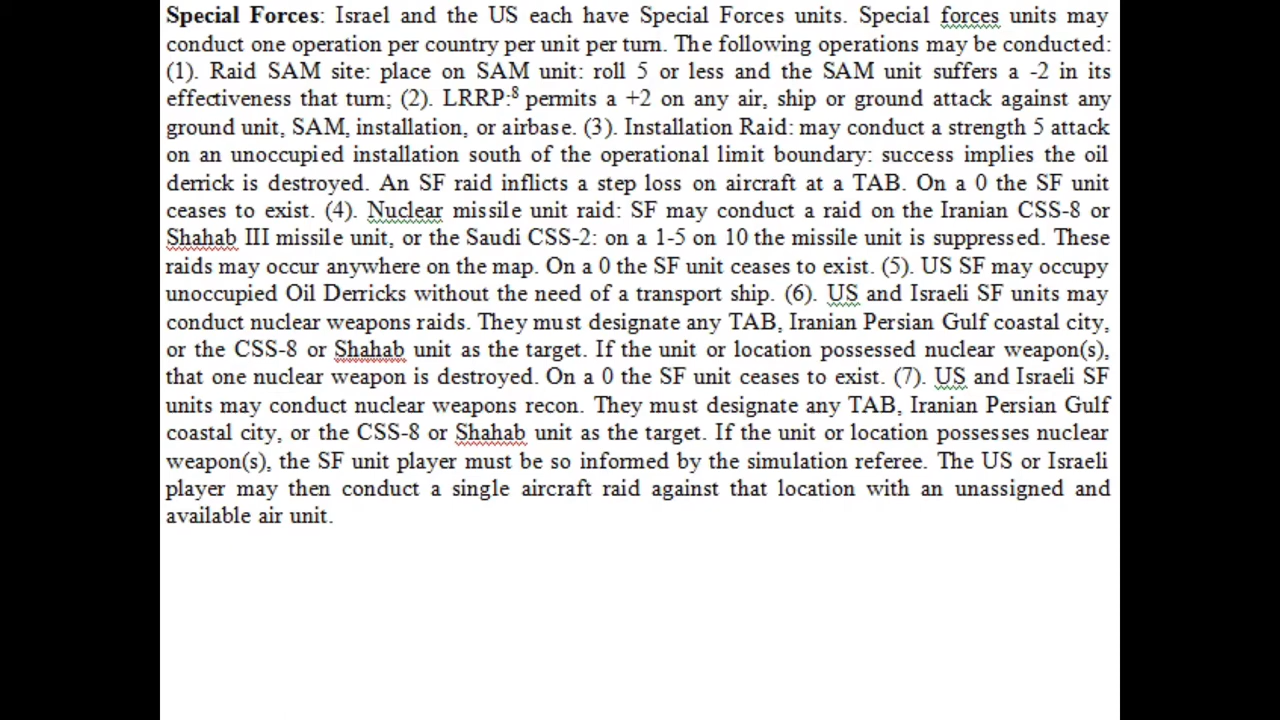 Special Forces: Israel and the US each have Special Forces units. Special forces units may
conduct one operation per country per unit per turn. The following operations may be conducted:
(1). Raid SAM site: place on SAM unit: roll 5 or less and the SAM unit suffers a -2 in its
effectiveness that turn; (2). LRRP:⁸ permits a +2 on any air, ship or ground attack against any
ground unit, SAM, installation, or airbase. (3). Installation Raid: may conduct a strength 5 attack
on an unoccupied installation south of the operational limit boundary: success implies the oil
derrick is destroyed. An SF raid inflicts a step loss on aircraft at a TAB. On a 0 the SF unit
ceases to exist. (4). Nuclear missile unit raid: SF may conduct a raid on the Iranian CSS-8 or
Shahab III missile unit, or the Saudi CSS-2: on a 1-5 on 10 the missile unit is suppressed. These
raids may occur anywhere on the map. On a 0 the SF unit ceases to exist. (5). US SF may occupy
unoccupied Oil Derricks without the need of a transport ship. (6). US and Israeli SF units may
conduct nuclear weapons raids. They must designate any TAB, Iranian Persian Gulf coastal city,
or the CSS-8 or Shahab unit as the target. If the unit or location possessed nuclear weapon(s),
that one nuclear weapon is destroyed. On a 0 the SF unit ceases to exist. (7). US and Israeli SF
units may conduct nuclear weapons recon. They must designate any TAB, Iranian Persian Gulf
coastal city, or the CSS-8 or Shahab unit as the target. If the unit or location possesses nuclear
weapon(s), the SF unit player must be so informed by the simulation referee. The US or Israeli
player may then conduct a single aircraft raid against that location with an unassigned and
available air unit.